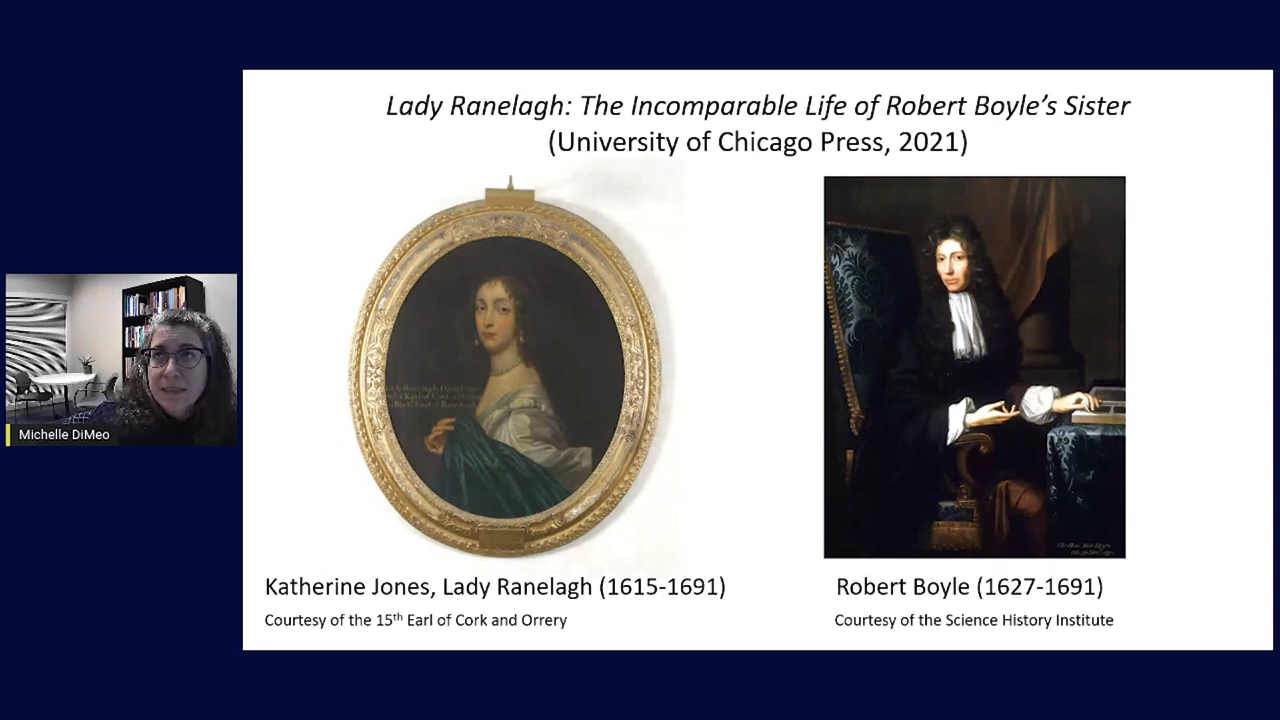 Lady Ranelagh: The Incomparable Life of Robert Boyle's Sister
(University of Chicago Press, 2021)
Michelle DiMeo
Katherine Jones, Lady Ranelagh (1615-1691)
Courtesy of the 15th Earl of Cork and Orrery
Robert Boyle (1627-1691)
Courtesy of the Science History Institute